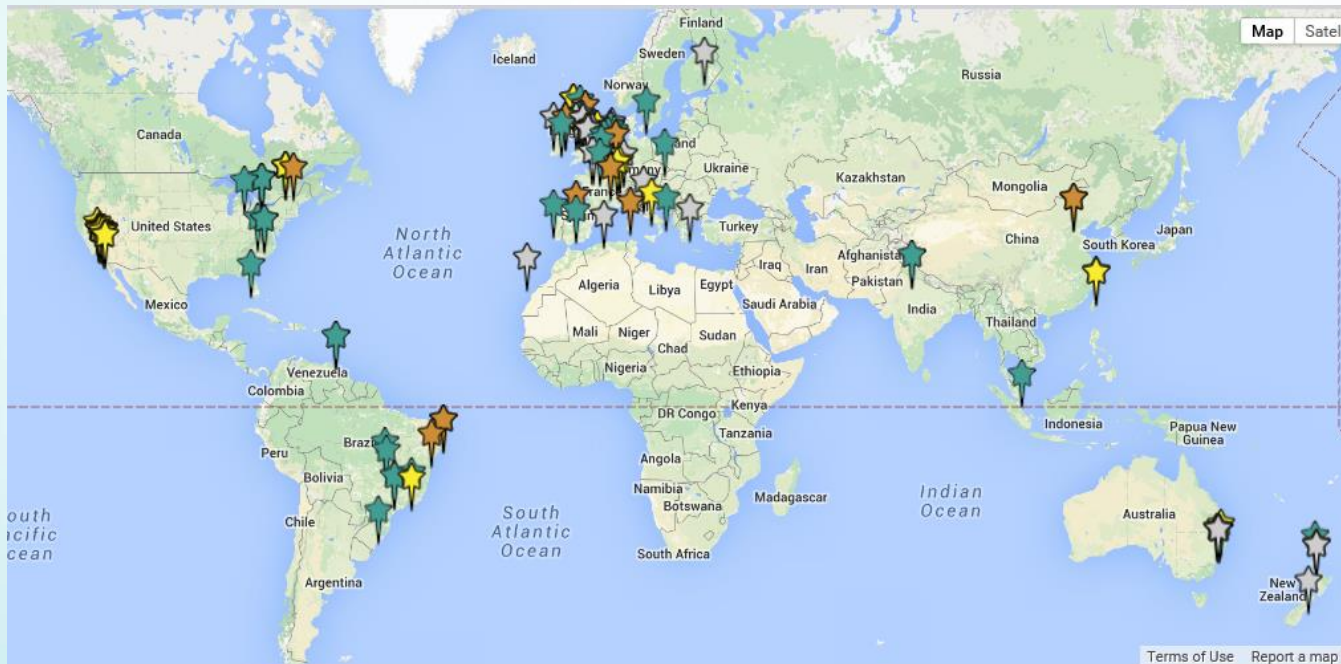 Finland
Map
Satel
Iceland
Sweden
Russia
Norway
Canada
Ukraine
Kazakhstan
Mongolia
United States
North
Atlantic
Ocean
Turkey
China
Japan
South Korea
Afghanistan
Iraq
Iran
Pakistan
Algeria
Libya
Egypt
Saudi Arabia
Mexico
India
Mali
Niger
Sudan
Chad
Thailand
Nigeria
Ethiopia
Venezuela
Colombia
Kenya
DR Congo
Indonesia
Tanzania
Papua New
Guinea
Peru
Angola
Bolivia
Namibia
Botswana
Madagascar
Indian
Ocean
Australia
South
Atlantic
Ocean
Chile
outh
acific
cean
South Africa
Argentina
New
Zealand
Terms of Use
Report a map